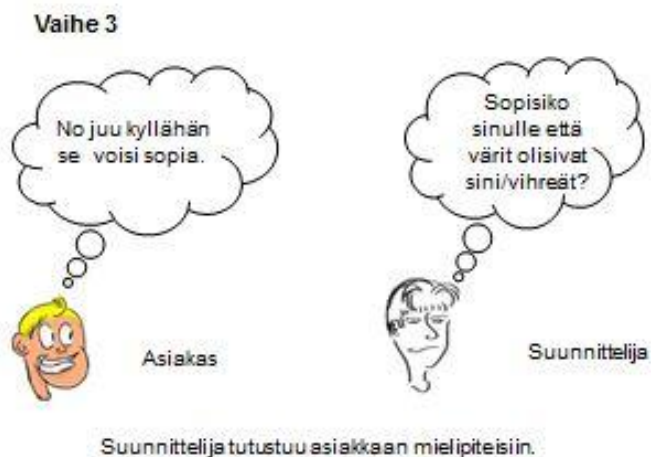 Vaihe 3
No juu kyllähän
se voisi sopia.
Sopisiko
sinulle että
värit olisivat
sini/vihreät?
Asiakas
Suunnittelija
Suunnittelija tutustuu asiakkaan mielipiteisiin.